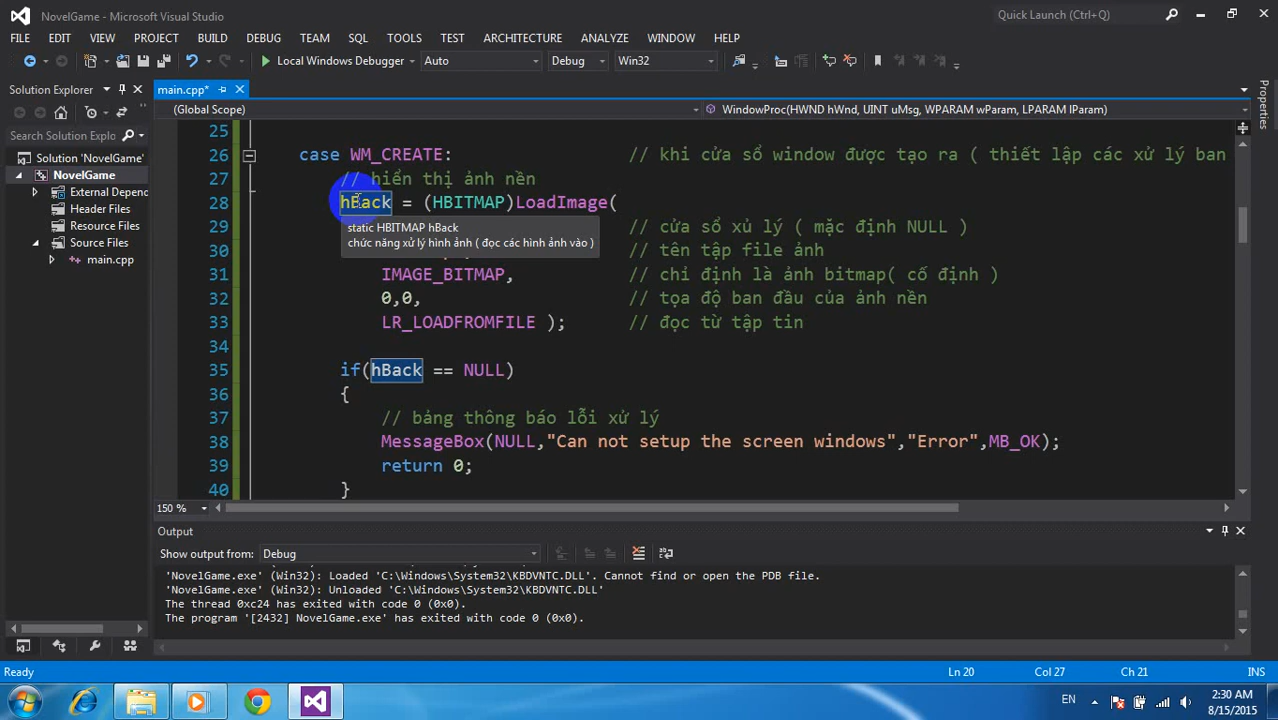 NovelGame - Microsoft Visual Studio
Quick Launch (Ctrl+Q)
FILE EDIT VIEW PROJECT BUILD DEBUG TEAM SQL TOOLS TEST ARCHITECTURE ANALYZE WINDOW HELP
Local Windows Debugger Auto Debug Win32
Solution Explorer
main.cpp*
Properties
(Global Scope)
WindowProc(HWND hWnd, UINT uMsg, WPARAM wParam, LPARAM lParam)
Search Solution Explo
Solution 'NovelGame'
NovelGame
External Depend
Header Files
Resource Files
Source Files
main.cpp
25
26 case WM_CREATE: // khi cửa sổ window được tạo ra ( thiết lập các xử lý ban
27 // hiển thị ảnh nền
28 hBack = (HBITMAP)LoadImage(
static HBITMAP hBack
chức năng xử lý hình ảnh ( đọc các hình ảnh vào )
29 // cửa sổ xủ lý ( mặc định NULL )
30 // tên tập file ảnh
31 IMAGE_BITMAP, // chỉ định là ảnh bitmap( cố định )
32 0,0, // tọa độ ban đầu của ảnh nền
33 LR_LOADFROMFILE ); // đọc từ tập tin
34
35 if(hBack == NULL)
36 {
37 // bảng thông báo lỗi xử lý
38 MessageBox(NULL,"Can not setup the screen windows","Error",MB_OK);
39 return 0;
40 }
150 %
Output
Show output from: Debug
'NovelGame.exe' (Win32): Loaded 'C:\Windows\System32\KBDVNTC.DLL'. Cannot find or open the PDB file.
'NovelGame.exe' (Win32): Unloaded 'C:\Windows\System32\KBDVNTC.DLL'
The thread 0xc24 has exited with code 0 (0x0).
The program '[2432] NovelGame.exe' has exited with code 0 (0x0).
Ready Ln 20 Col 27 Ch 21 INS
EN
2:30 AM
8/15/2015